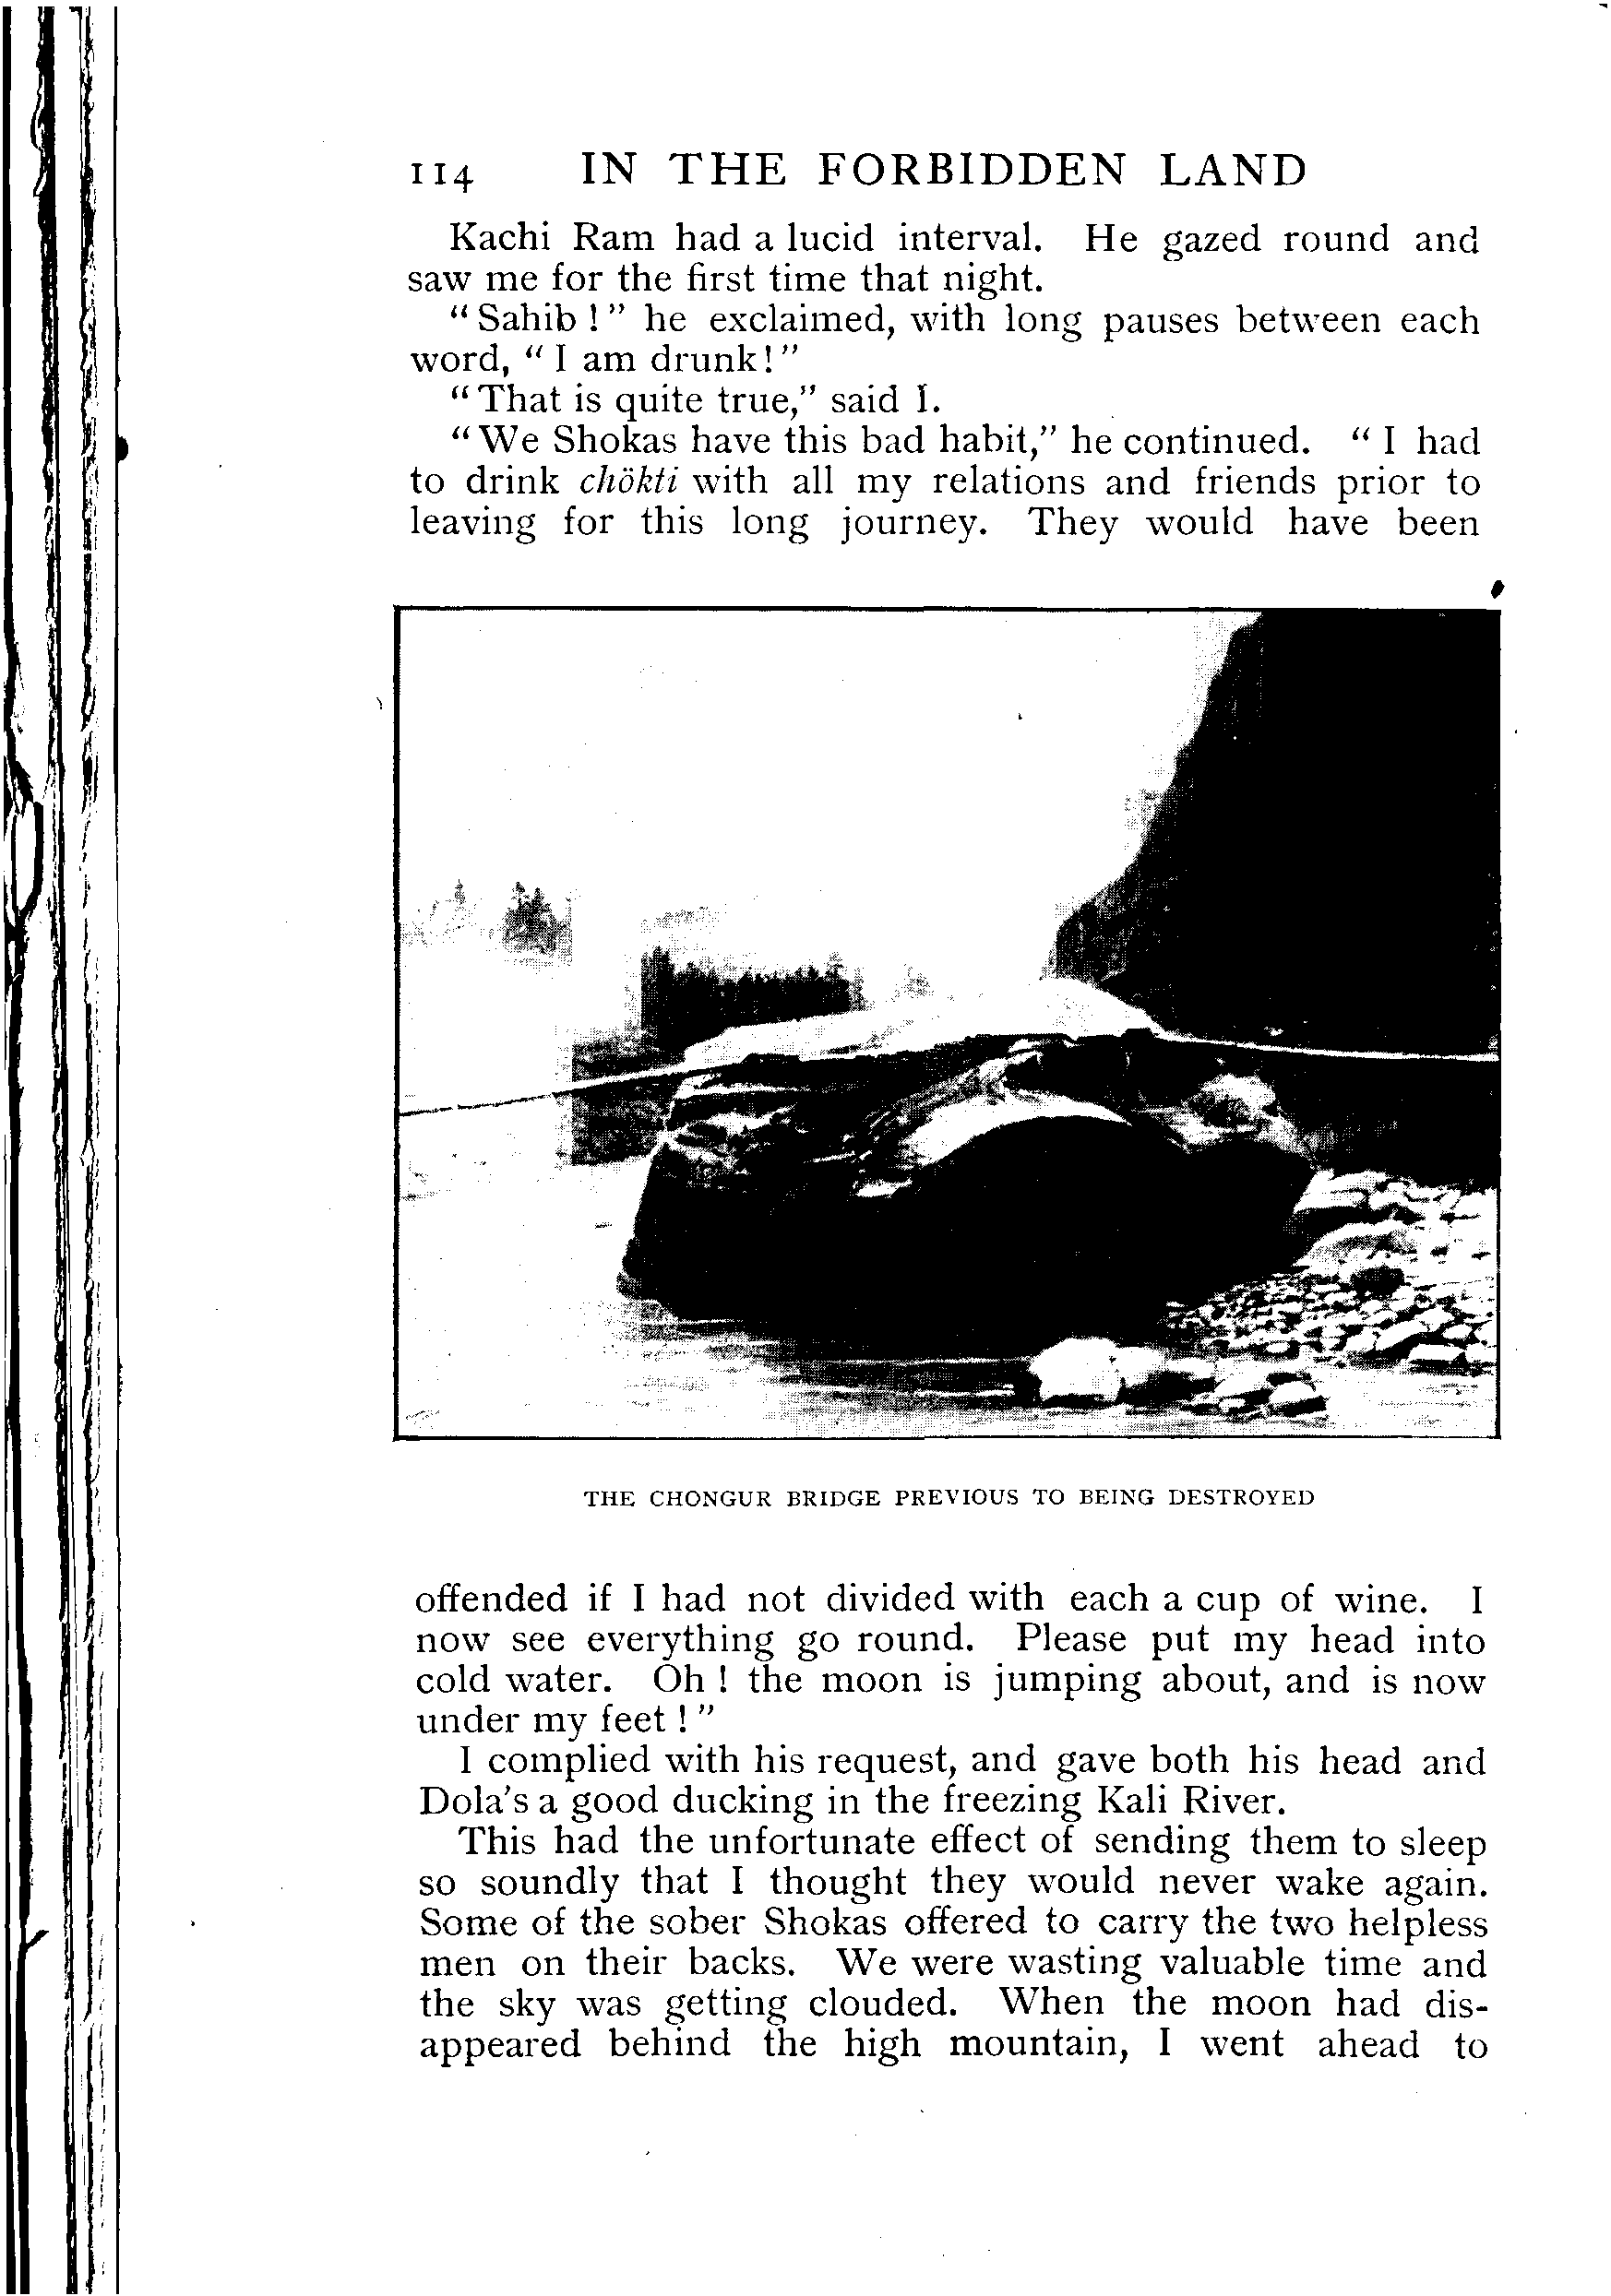 114 IN THE FORBIDDEN LAND
Kachi Ram had a lucid interval. He gazed round and
saw me for the first time that night.
"Sahib!" he exclaimed, with long pauses between each
word, "I am drunk!"
"That is quite true," said I.
"We Shokas have this bad habit," he continued. "I had
to drink chökti with all my relations and friends prior to
leaving for this long journey. They would have been
THE CHONGUR BRIDGE PREVIOUS TO BEING DESTROYED
offended if I had not divided with each a cup of wine. I
now see everything go round. Please put my head into
cold water. Oh! the moon is jumping about, and is now
under my feet!"
I complied with his request, and gave both his head and
Dola's a good ducking in the freezing Kali River.
This had the unfortunate effect of sending them to sleep
so soundly that I thought they would never wake again.
Some of the sober Shokas offered to carry the two helpless
men on their backs. We were wasting valuable time and
the sky was getting clouded. When the moon had dis-
appeared behind the high mountain, I went ahead to